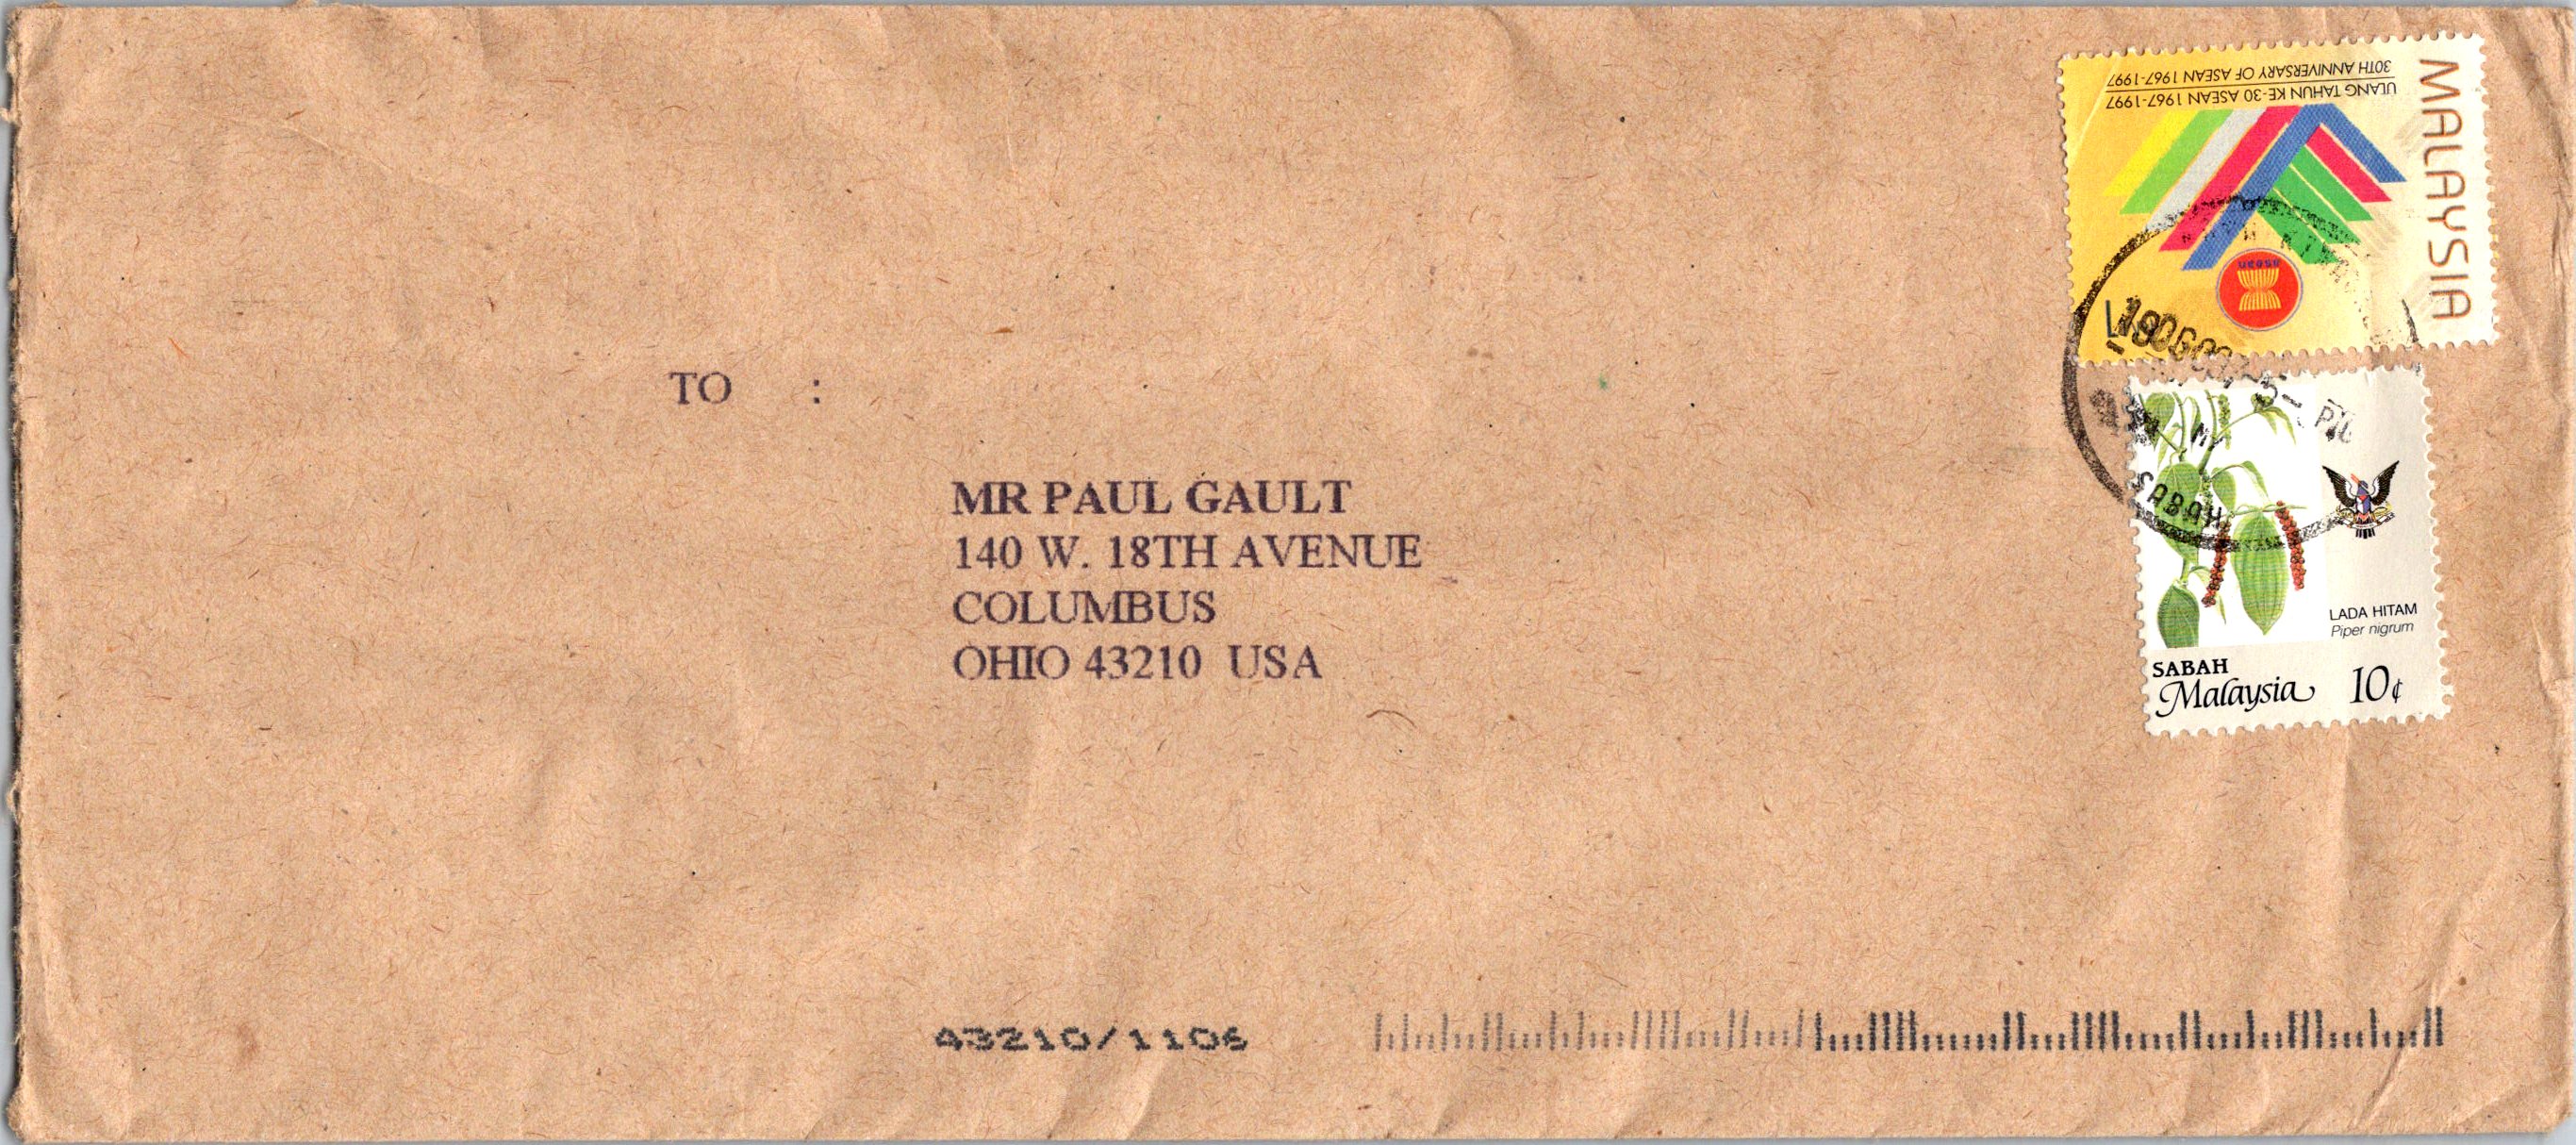 MALAYSIA
30TH ANNIVERSARY OF ASEAN 1967-1997
ULANG TAHUN KE-30 ASEAN 1967-1997
asean
SABAH
LADA HITAM
Piper nigrum
SABAH
Malaysia 10¢
TO :
MR PAUL GAULT
140 W. 18TH AVENUE
COLUMBUS
OHIO 43210 USA
43210/1106